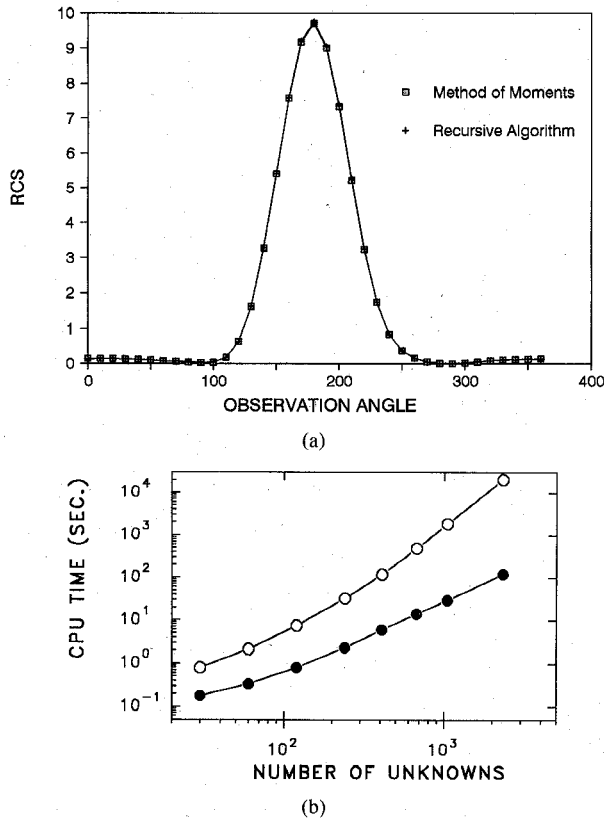 10
9
8
7
6
5
4
3
2
1
0
RCS
Method of Moments
Recursive Algorithm
0 100 200 300 400
OBSERVATION ANGLE
(a)
CPU TIME (SEC.)
10^4
10^3
10^2
10^1
10^0
10^-1
10^2 10^3
NUMBER OF UNKNOWNS
(b)